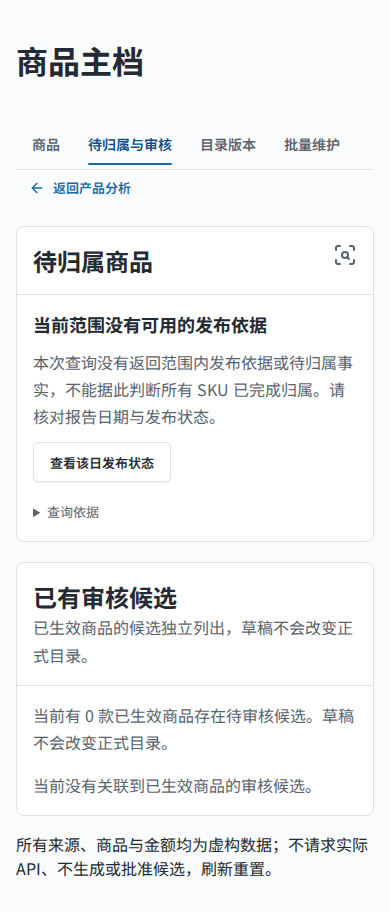 商品主档
商品 待归属与审核 目录版本 批量维护
← 返回产品分析
待归属商品
当前范围没有可用的发布依据
本次查询没有返回范围内发布依据或待归属事
实，不能据此判断所有 SKU 已完成归属。请
核对报告日期与发布状态。
查看该日发布状态
▶ 查询依据
已有审核候选
已生效商品的候选独立列出，草稿不会改变正
式目录。
当前有 0 款已生效商品存在待审核候选。草稿
不会改变正式目录。
当前没有关联到已生效商品的审核候选。
所有来源、商品与金额均为虚构数据；不请求实际
API、不生成或批准候选，刷新重置。